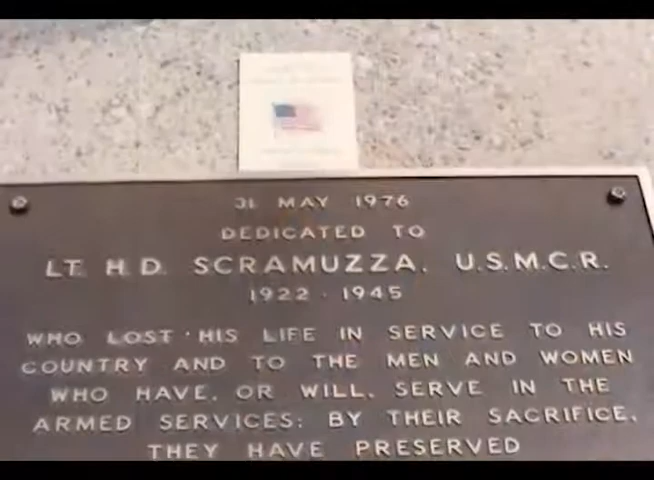 31 MAY 1976
DEDICATED TO
LT. H.D. SCRAMUZZA, U.S.M.C.R.
1922 - 1945
WHO LOST HIS LIFE IN SERVICE TO HIS
COUNTRY AND TO THE MEN AND WOMEN
WHO HAVE, OR WILL, SERVE IN THE
ARMED SERVICES; BY THEIR SACRIFICE,
THEY HAVE PRESERVED